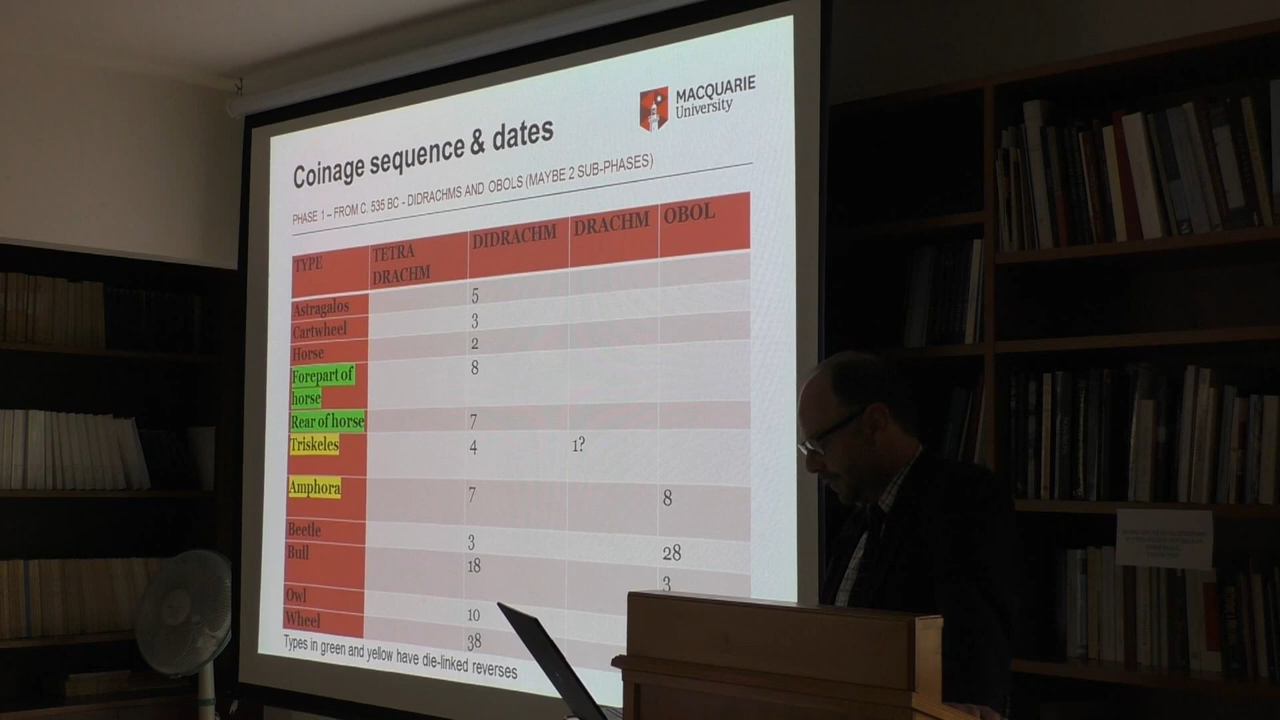 MACQUARIE
University
Coinage sequence & dates
PHASE 1 – FROM C. 535 BC - DIDRACHMS AND OBOLS (MAYBE 2 SUB-PHASES)
TYPE TETRA DRACHM DIDRACHM DRACHM OBOL
Astragalos 5
Cartwheel 3
Horse 2
Forepart of horse 8
Rear of horse 7
Triskeles 4 1?
Amphora 7 8
Beetle 3
Bull 18 28
Owl 10 3
Wheel 38
Types in green and yellow have die-linked reverses